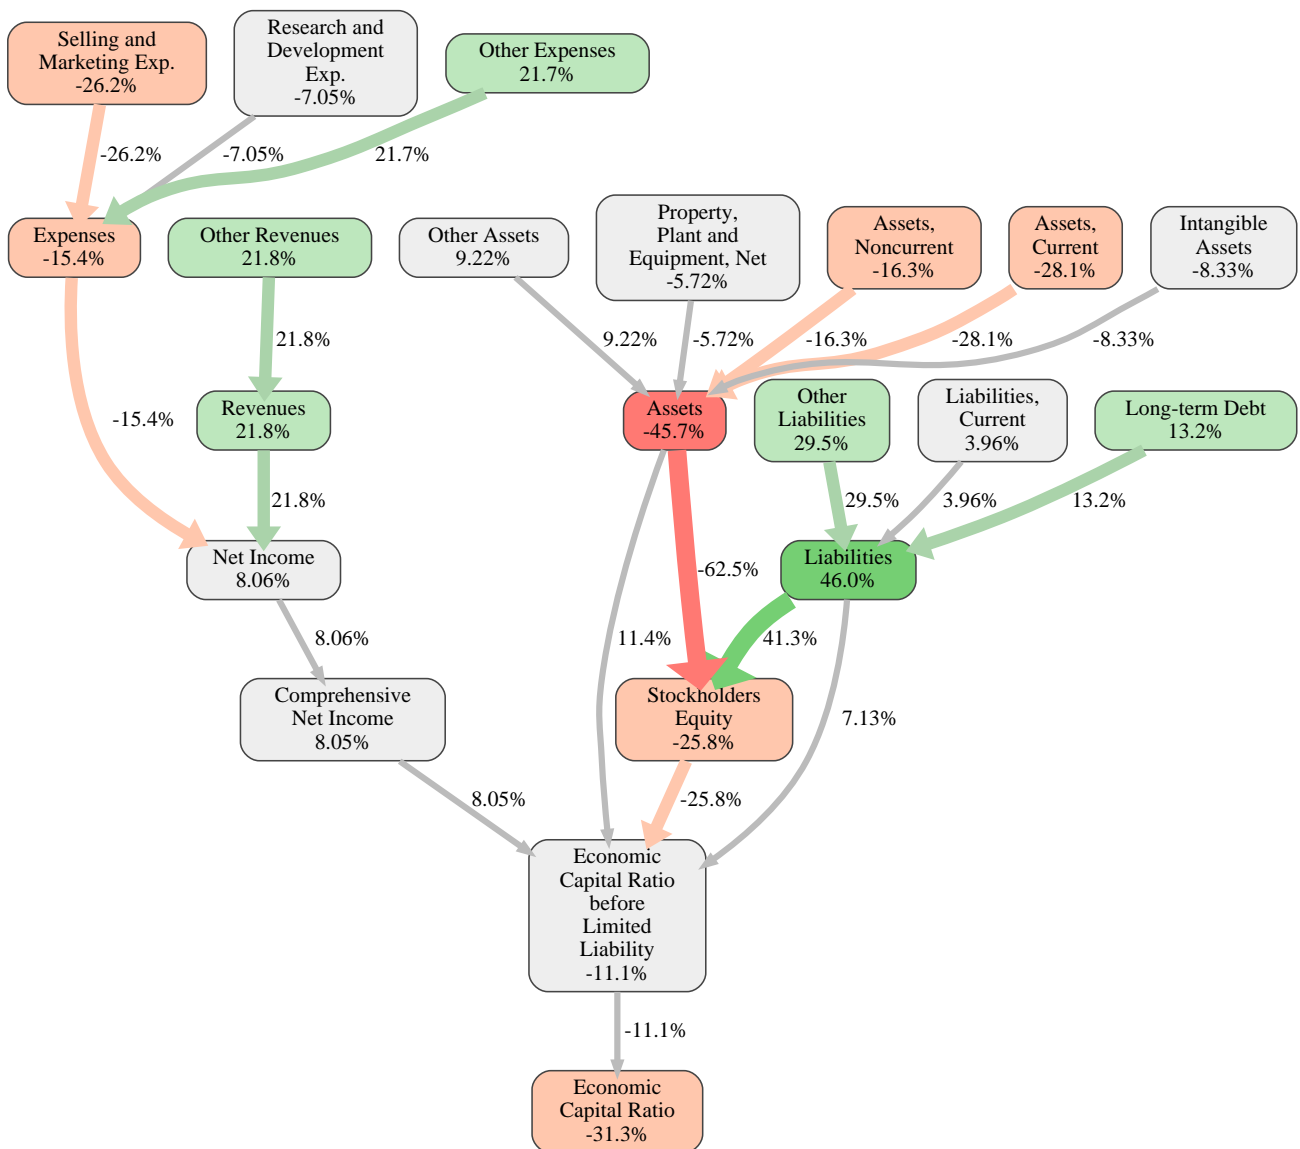 Selling and
Marketing Exp.
-26.2%
Research and
Development
Exp.
-7.05%
Other Expenses
21.7%
-26.2%
-7.05%
21.7%
Expenses
-15.4%
Other Revenues
21.8%
Other Assets
9.22%
Property,
Plant and
Equipment, Net
-5.72%
Assets,
Noncurrent
-16.3%
Assets,
Current
-28.1%
Intangible
Assets
-8.33%
21.8%
9.22%
-5.72%
-16.3%
-28.1%
-8.33%
-15.4%
Revenues
21.8%
Assets
-45.7%
Other
Liabilities
29.5%
Liabilities,
Current
3.96%
Long-term Debt
13.2%
21.8%
29.5%
3.96%
13.2%
Net Income
8.06%
-62.5%
Liabilities
46.0%
8.06%
11.4%
41.3%
Comprehensive
Net Income
8.05%
Stockholders
Equity
-25.8%
7.13%
8.05%
-25.8%
Economic
Capital Ratio
before
Limited
Liability
-11.1%
-11.1%
Economic
Capital Ratio
-31.3%